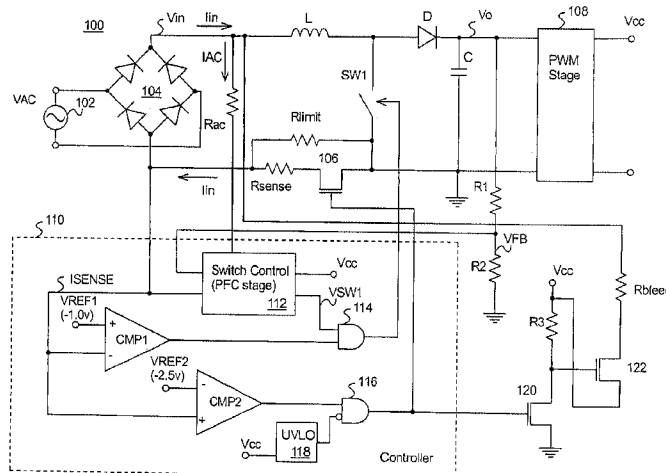 100
Vin
Iin
L
D
Vo
108
Vcc
IAC
PWM
Stage
C
SW1
VAC
102
104
Rac
Rlimit
106
Rsense
Iin
R1
110
VFB
ISENSE
Switch Control
(PFC stage)
112
Vcc
R2
Vcc
Rbleed
VREF1
(-1.0v)
VSW1
114
+
CMP1
-
R3
VREF2
(-2.5v)
-
CMP2
+
116
120
122
UVLO
118
Vcc
Controller